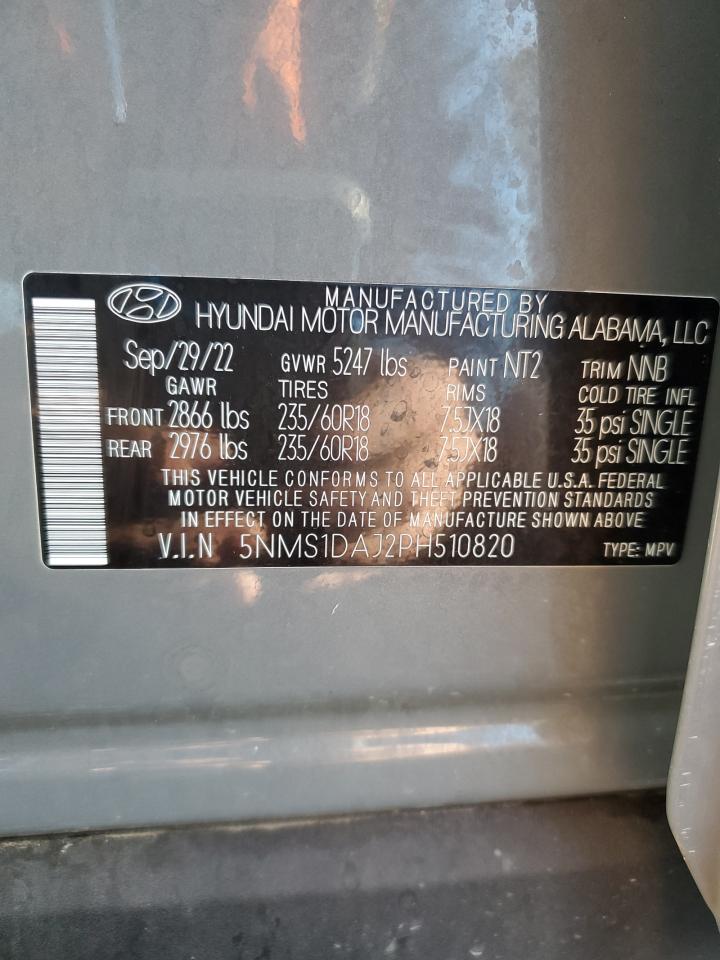 MANUFACTURED BY
HYUNDAI MOTOR MANUFACTURING ALABAMA, LLC
Sep/29/22 GVWR 5247 lbs PAINT NT2 TRIM NNB
GAWR TIRES RIMS COLD TIRE INFL
FRONT 2866 lbs 235/60R18 7.5JX18 35 psi SINGLE
REAR 2976 lbs 235/60R18 7.5JX18 35 psi SINGLE
THIS VEHICLE CONFORMS TO ALL APPLICABLE U.S.A. FEDERAL
MOTOR VEHICLE SAFETY AND THEFT PREVENTION STANDARDS
IN EFFECT ON THE DATE OF MANUFACTURE SHOWN ABOVE
V.I.N 5NMS1DAJ2PH510820 TYPE: MPV